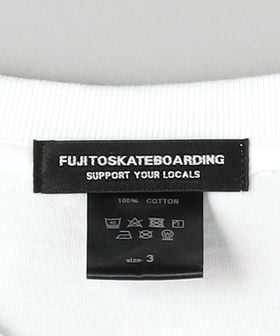 FUJITOSKATEBOARDING
SUPPORT YOUR LOCALS
100% COTTON
size- 3